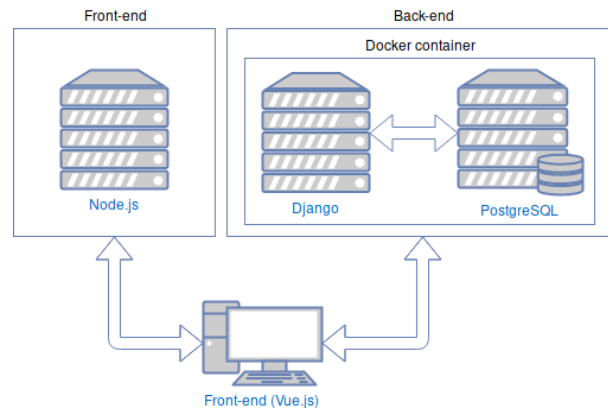 Front-end
Back-end
Docker container
Node.js
Django
PostgreSQL
Front-end (Vue.js)